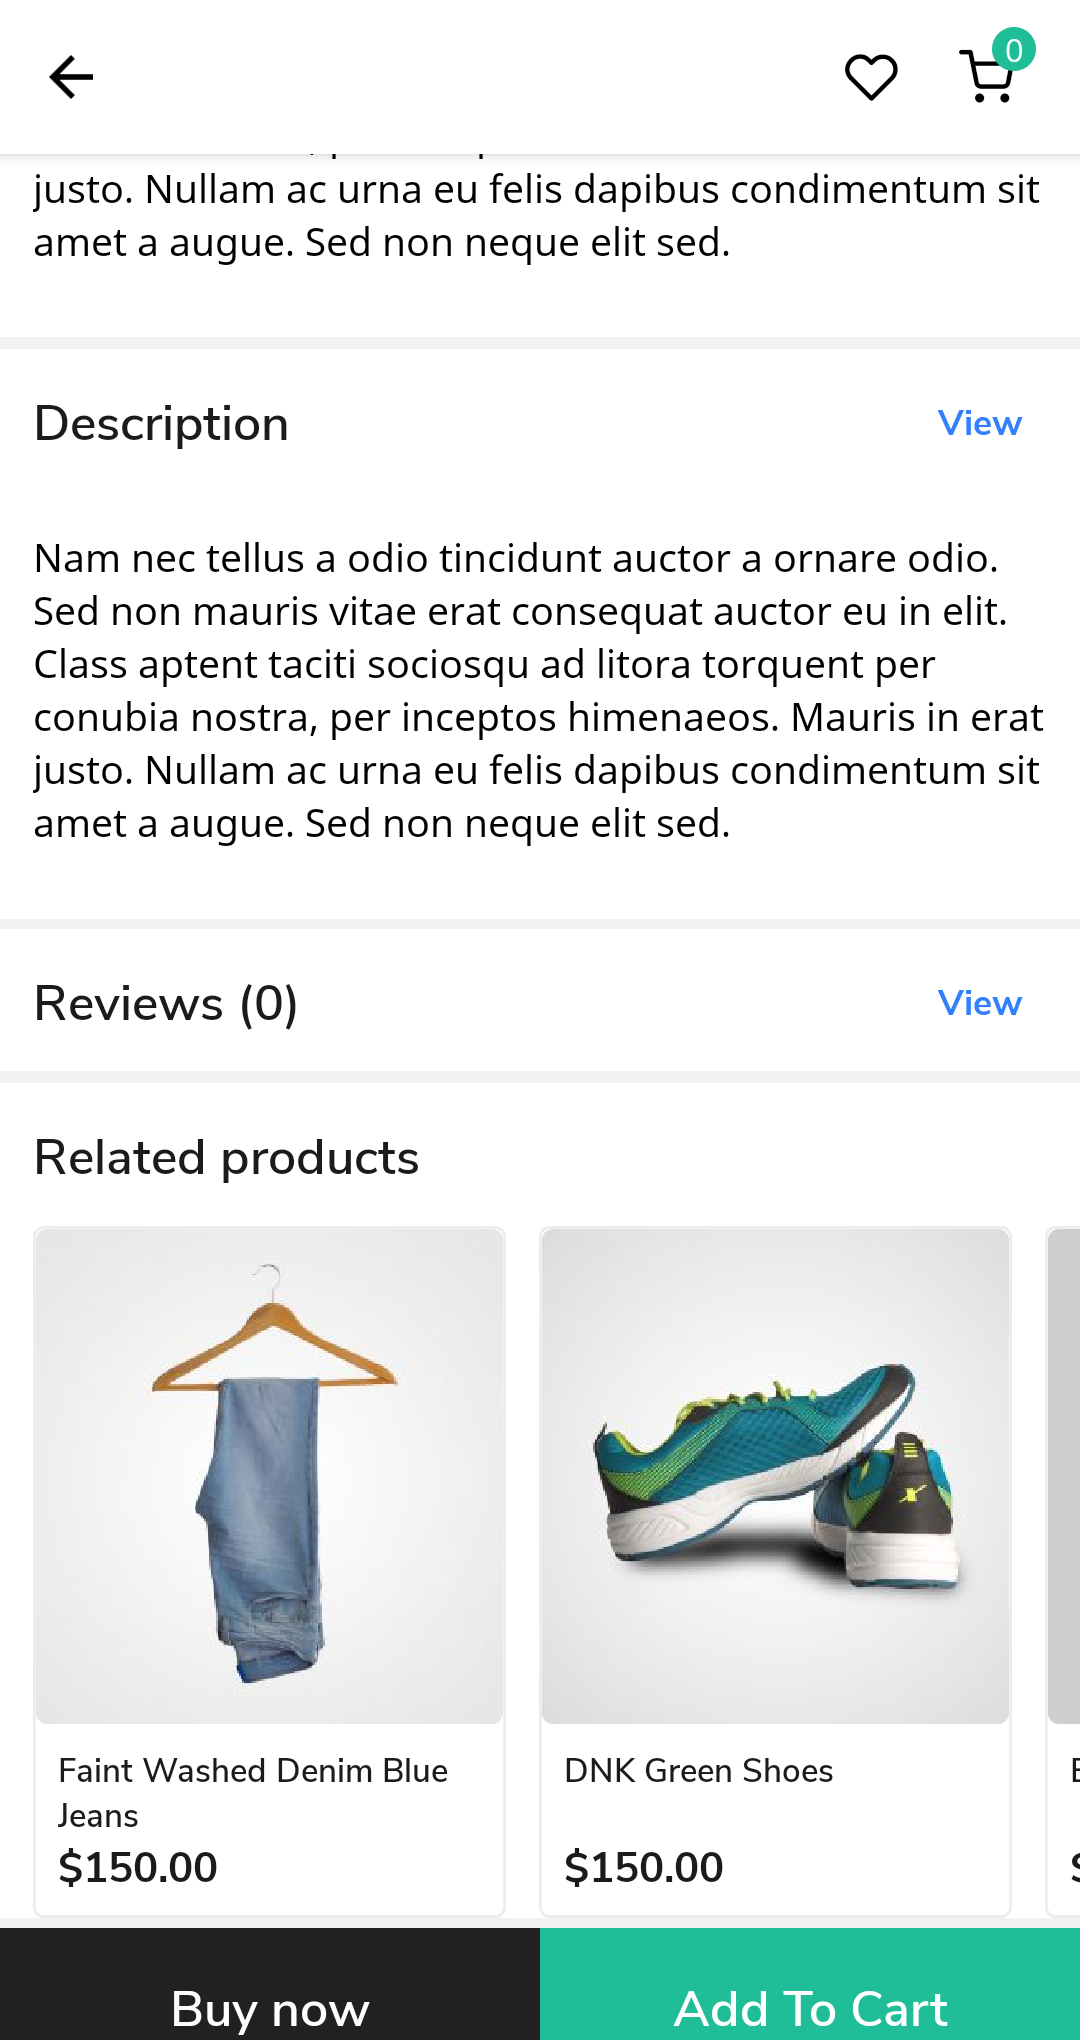 0
justo. Nullam ac urna eu felis dapibus condimentum sit
amet a augue. Sed non neque elit sed.
Description
View
Nam nec tellus a odio tincidunt auctor a ornare odio.
Sed non mauris vitae erat consequat auctor eu in elit.
Class aptent taciti sociosqu ad litora torquent per
conubia nostra, per inceptos himenaeos. Mauris in erat
justo. Nullam ac urna eu felis dapibus condimentum sit
amet a augue. Sed non neque elit sed.
Reviews (0)
View
Related products
Faint Washed Denim Blue
Jeans
$150.00
DNK Green Shoes
$150.00
Buy now
Add To Cart